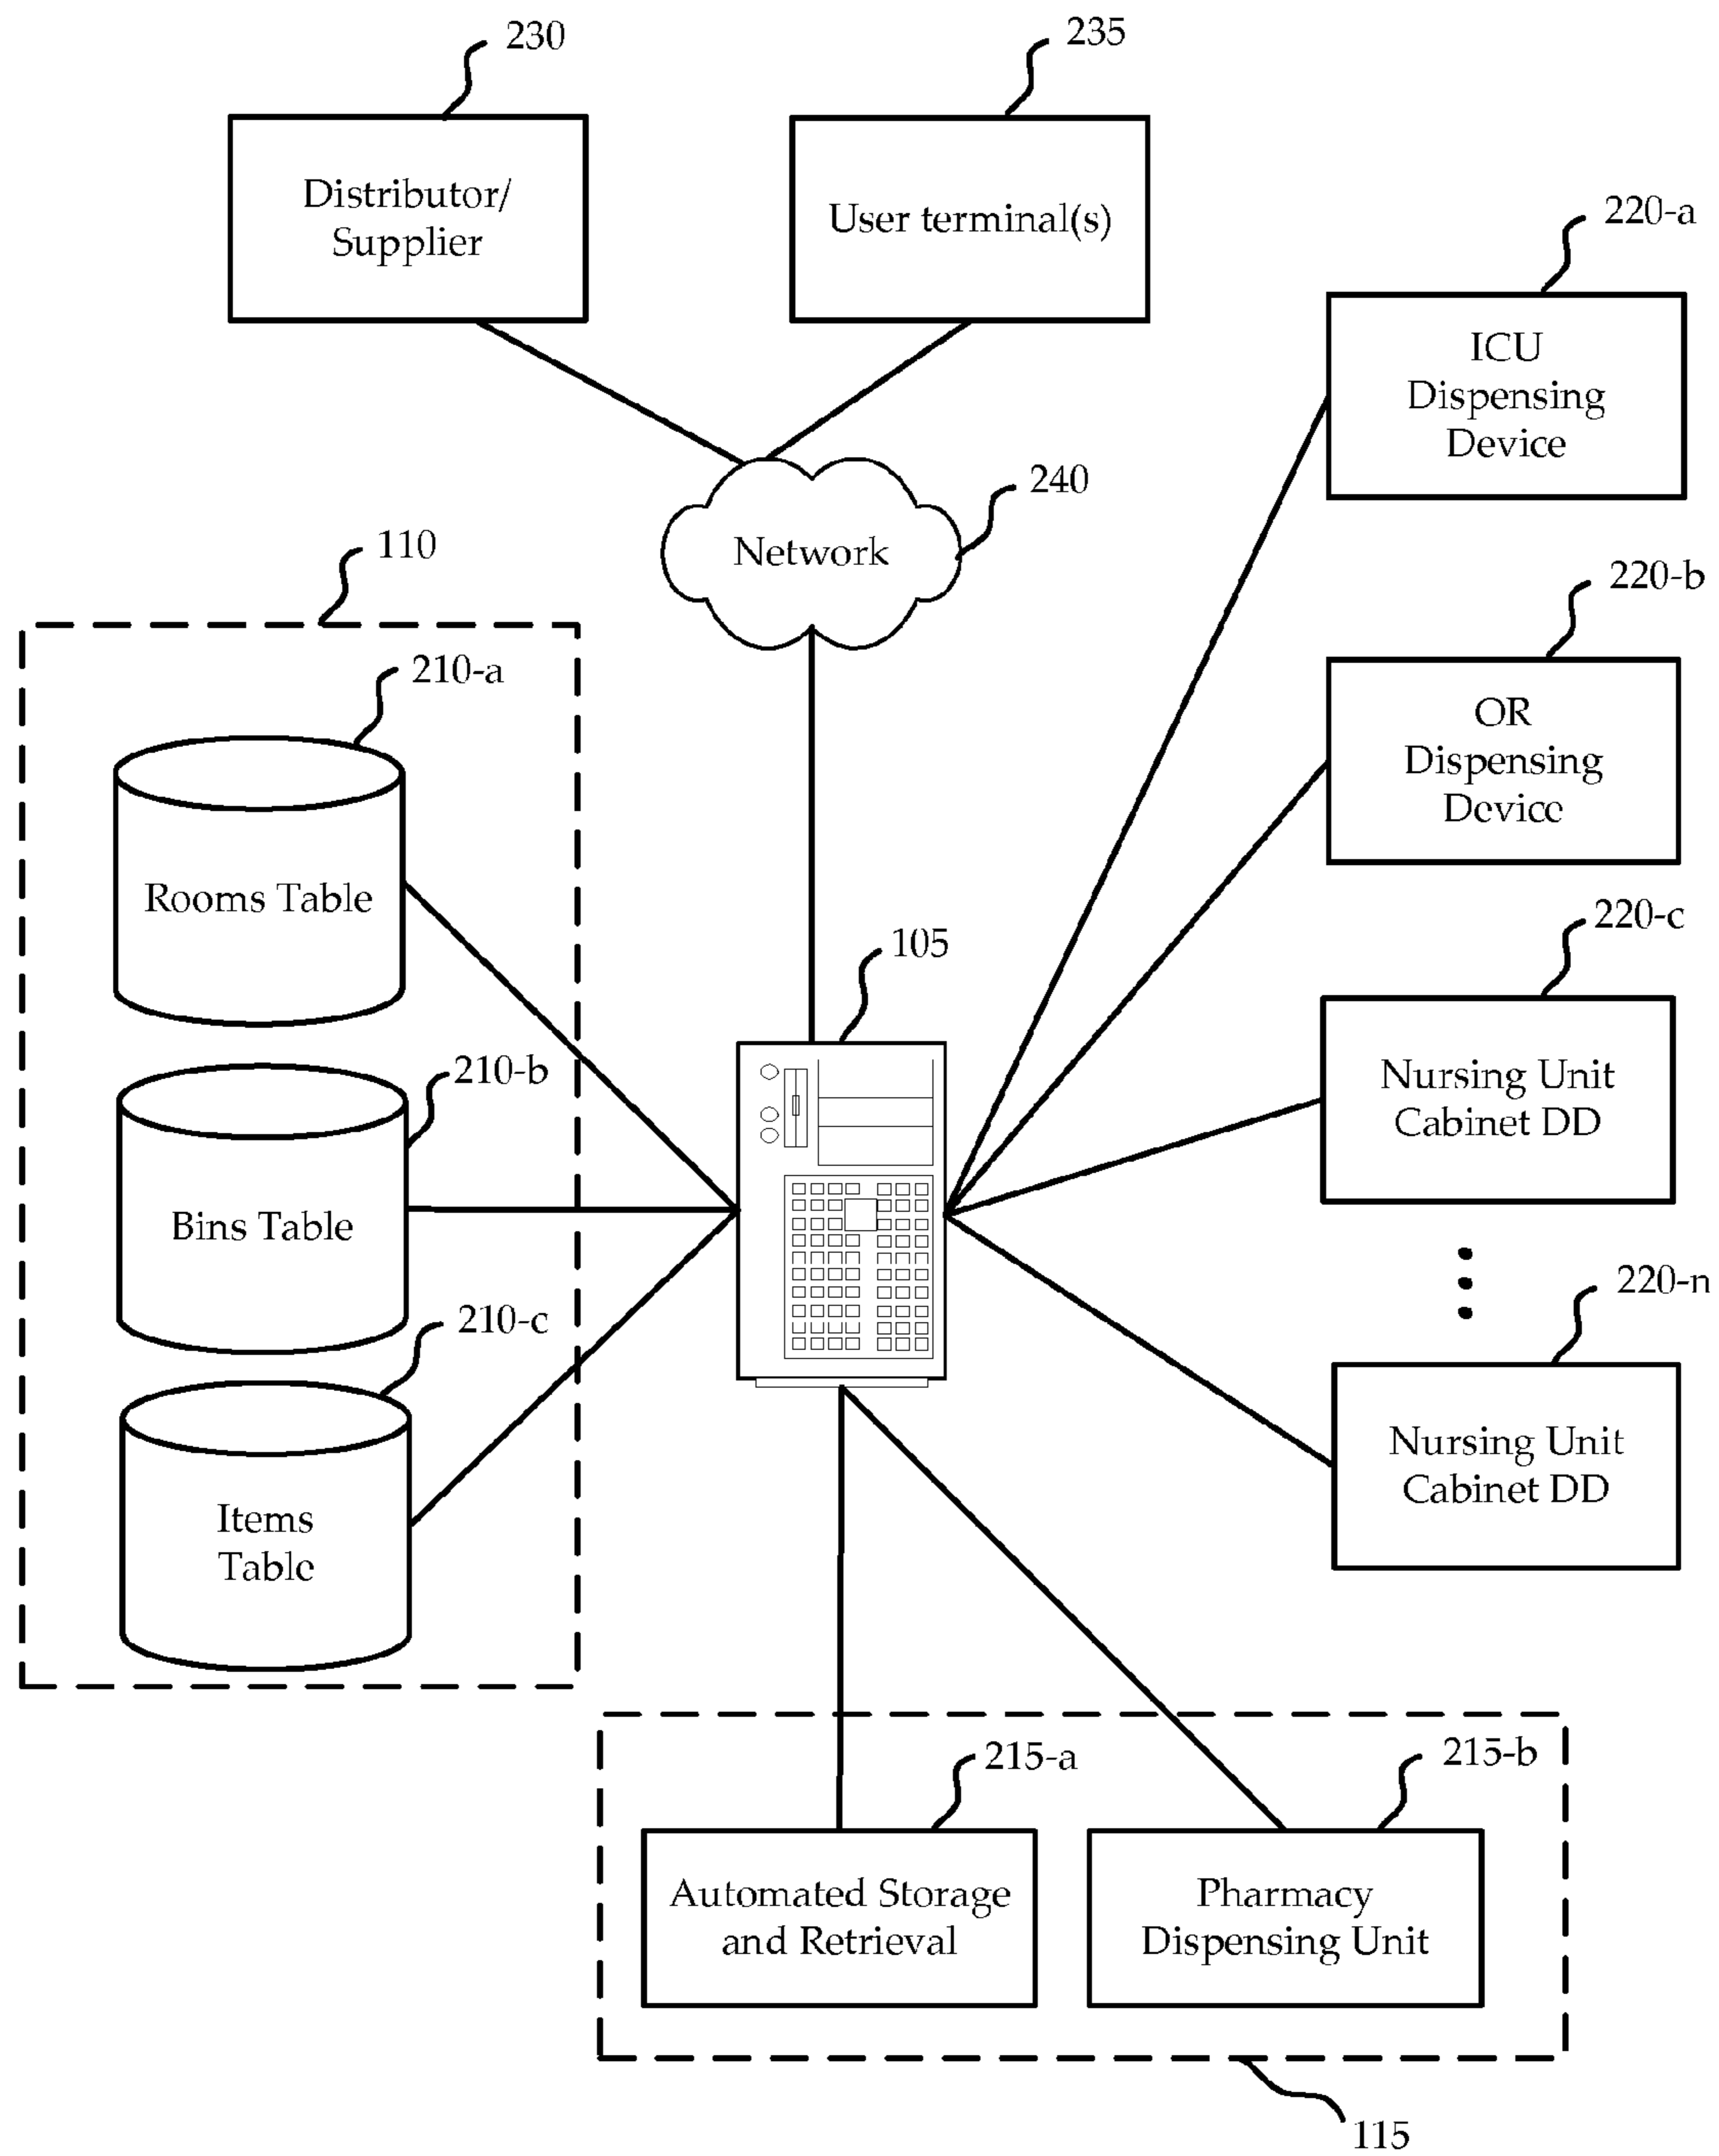 230
235
Distributor/
Supplier
User terminal(s)
220-a
ICU
Dispensing
Device
240
Network
110
220-b
210-a
OR
Dispensing
Device
Rooms Table
220-c
105
210-b
Nursing Unit
Cabinet DD
Bins Table
220-n
210-c
Nursing Unit
Cabinet DD
Items
Table
215-a
215-b
Automated Storage
and Retrieval
Pharmacy
Dispensing Unit
115